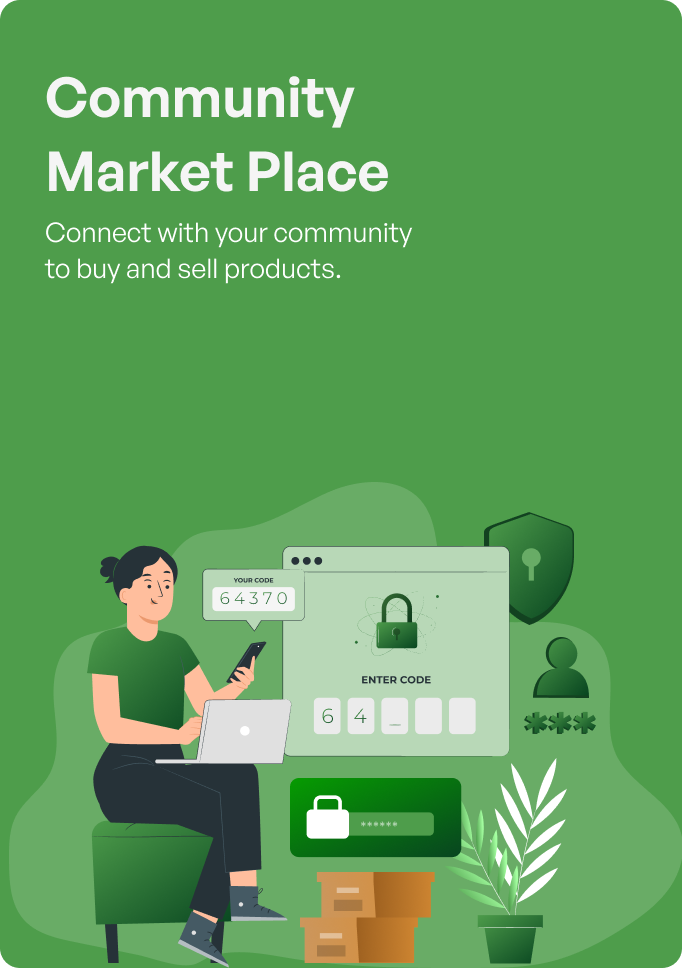 Community
Market Place
Connect with your community
to buy and sell products.
YOUR CODE
64370
ENTER CODE
6 4 _
******
***